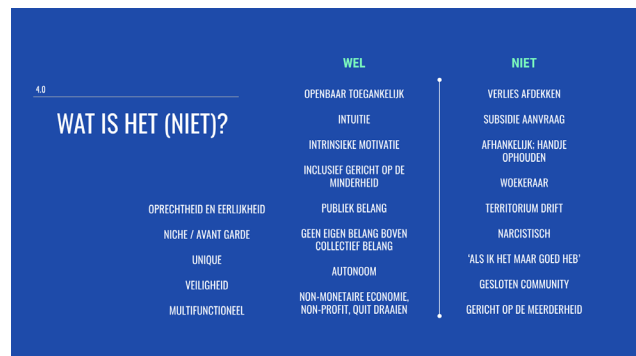 4.0
WAT IS HET (NIET)?
OPRECHTHEID EN EERLIJKHEID
NICHE / AVANT GARDE
UNIQUE
VEILIGHEID
MULTIFUNCTIONEEL
WEL
OPENBAAR TOEGANKELIJK
INTUITIE
INTRINSIEKE MOTIVATIE
INCLUSIEF GERICHT OP DE
MINDERHEID
PUBLIEK BELANG
GEEN EIGEN BELANG BOVEN
COLLECTIEF BELANG
AUTONOOM
NON-MONETAIRE ECONOMIE,
NON-PROFIT, QUIT DRAAIEN
NIET
VERLIES AFDEKKEN
SUBSIDIE AANVRAAG
AFHANKELIJK; HANDJE
OPHOUDEN
WOEKERAAR
TERRITORIUM DRIFT
NARCISTISCH
'ALS IK HET MAAR GOED HEB'
GESLOTEN COMMUNITY
GERICHT OP DE MEERDERHEID